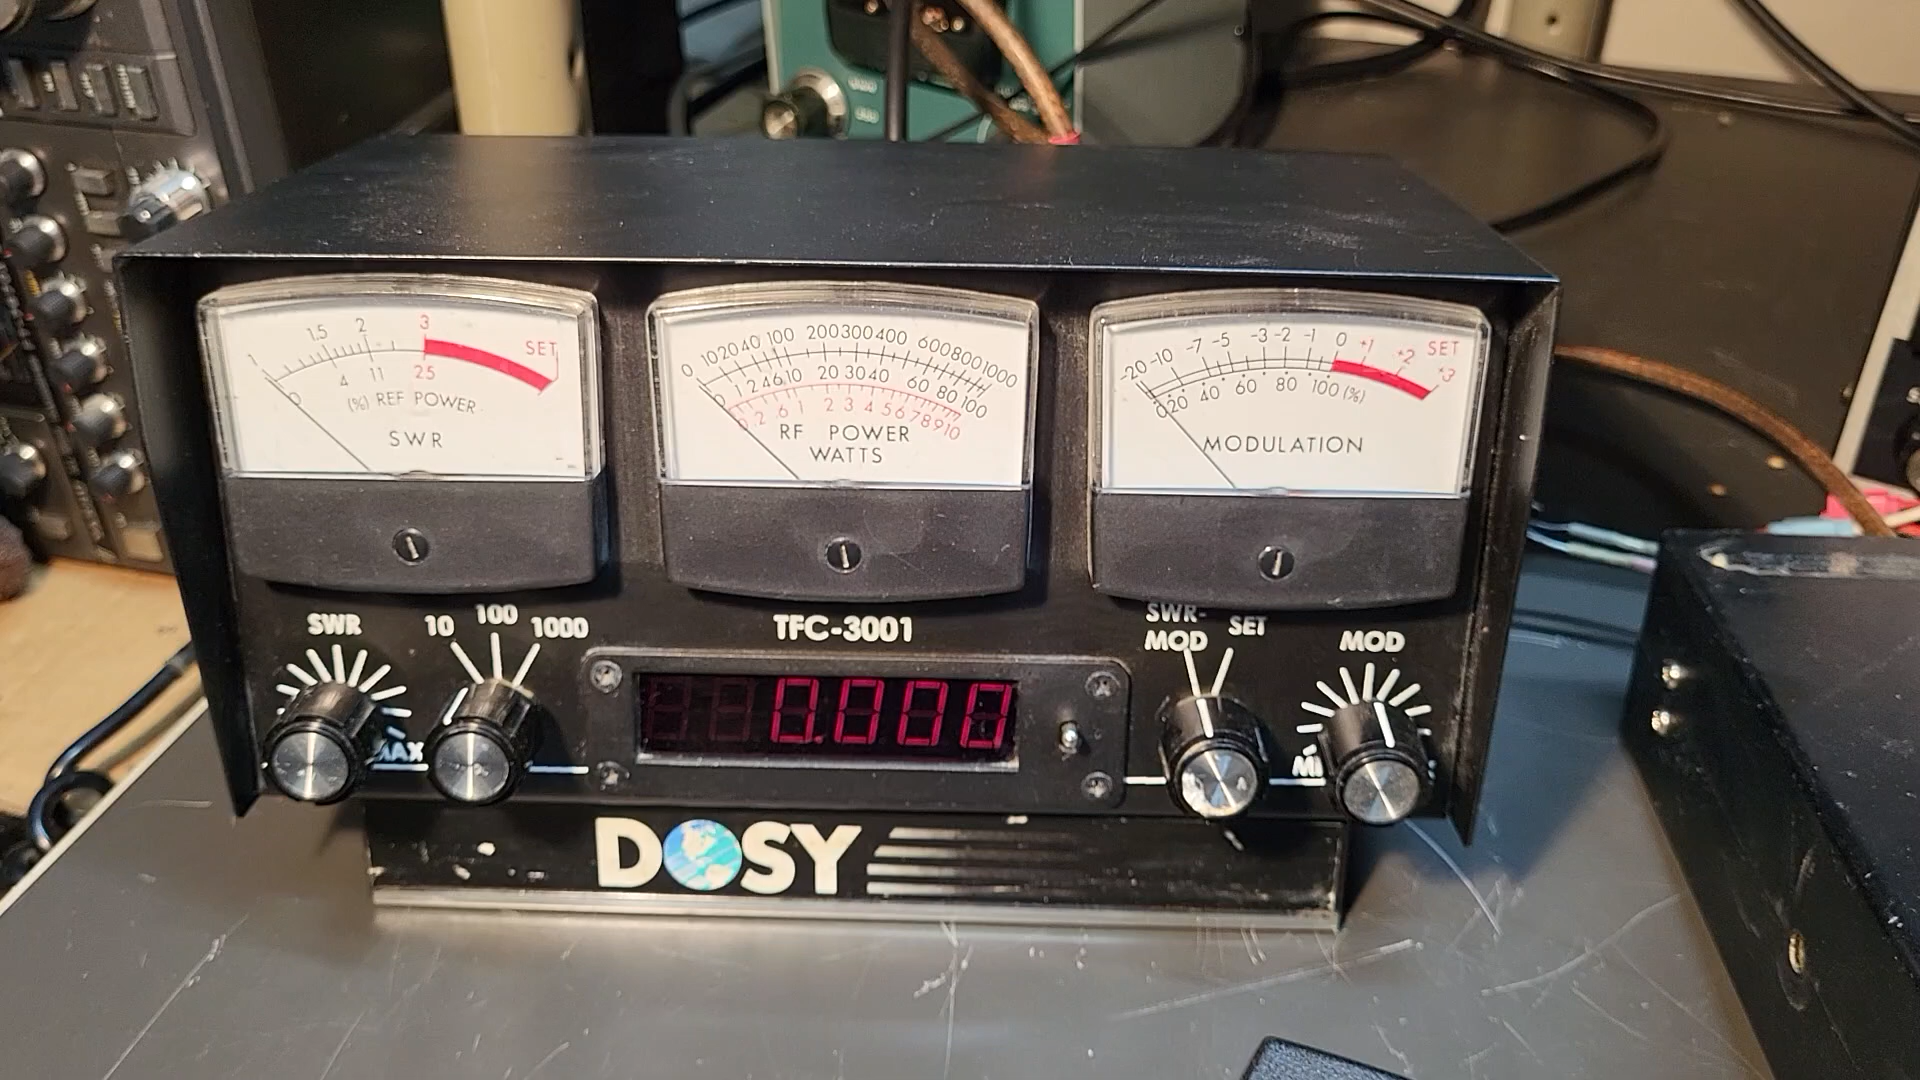 1 1.5 2 3 SET
0 4 11 25
(%) REF POWER
SWR
0 10 20 40 100 200 300 400 600 800 1000
0 1 2 4 6 10 20 30 40 60 80 100
0 .2 .6 1 2 3 4 5 6 7 8 9 10
RF POWER
WATTS
-20 -10 -7 -5 -3 -2 -1 0 +1 +2 +3 SET
0 20 40 60 80 100 (%)
MODULATION
SWR
MAX
10 100 1000
TFC-3001
0.000
SWR-
MOD
SET
MOD
DOSY